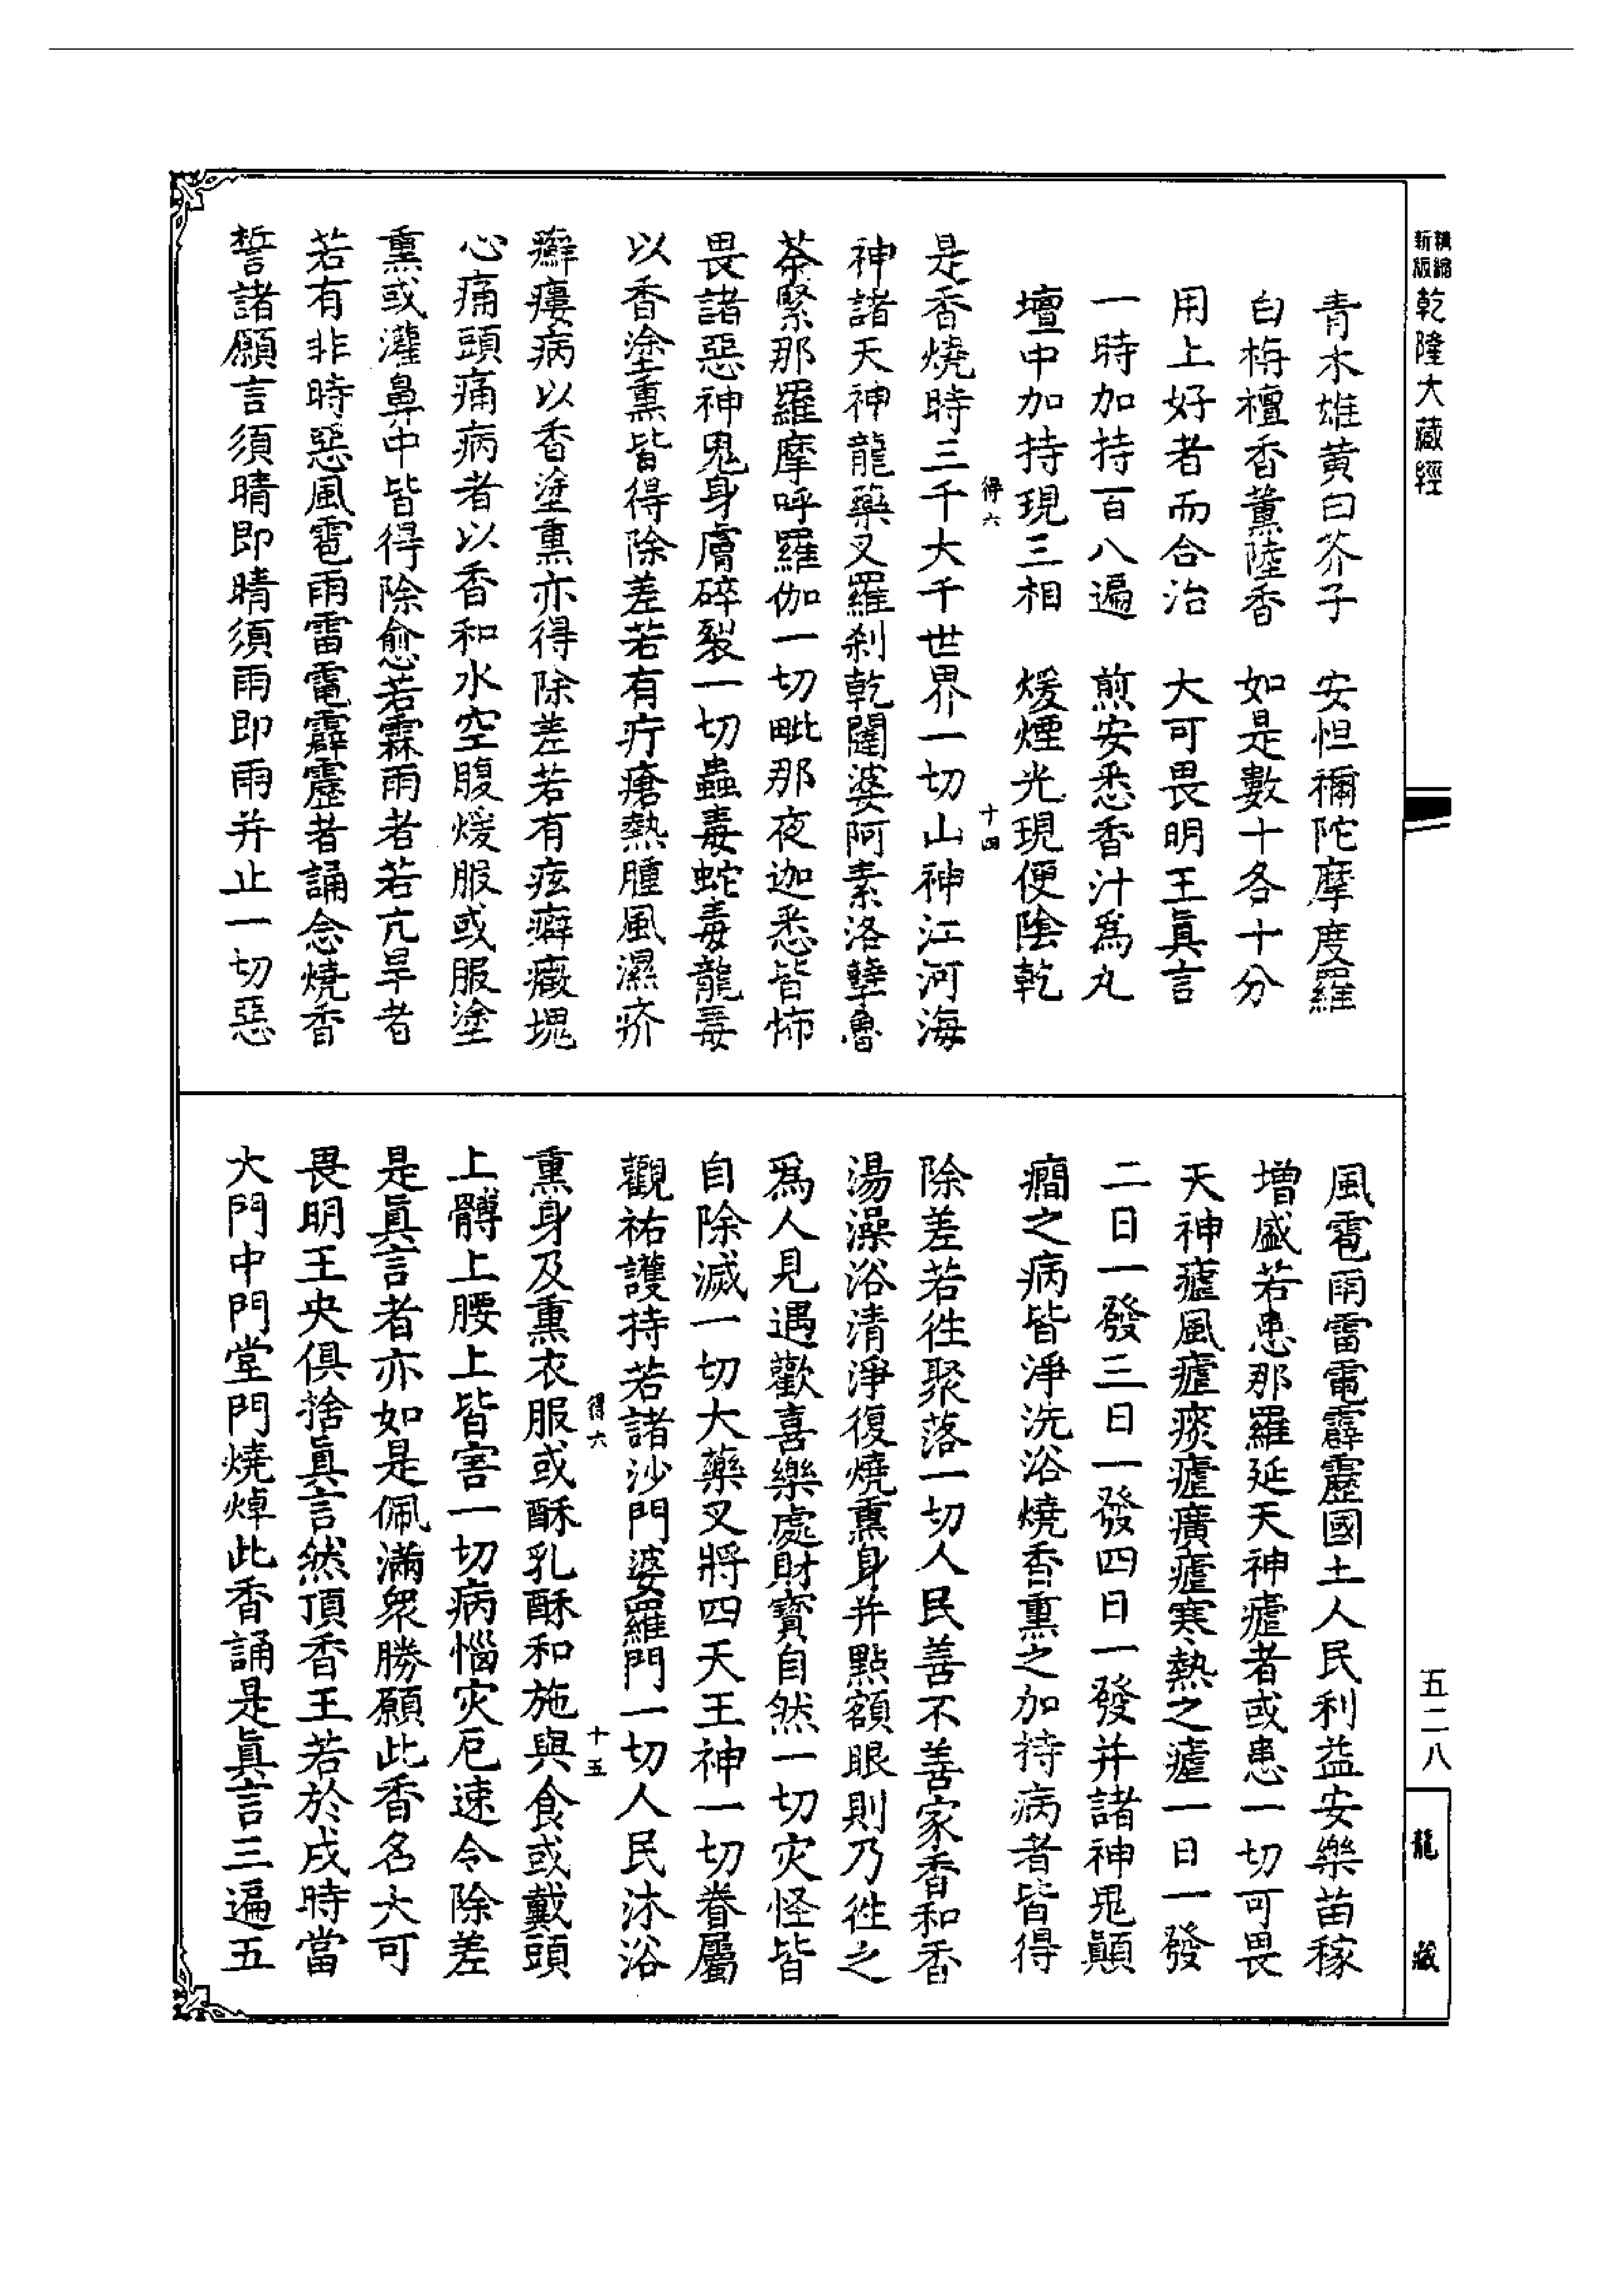 精縮新版乾隆大藏經
青木雄黃白芥子　安怛禰陀摩度羅
白栴檀香薰陸香　如是數十各十分
用上好者而合治　大可畏明王眞言
一時加持百八遍　煎安悉香汁爲丸
壇中加持現三相　煖煙光現便陰乾
得六　十四
是香燒時三千大千世界一切山神江河海
神諸天神龍藥叉羅刹乾闥婆阿素洛孽魯
荼緊那羅摩呼羅伽一切毗那夜迦悉皆怖
畏諸惡神鬼身膚碎裂一切蟲毒蛇毒龍毒
以香塗熏皆得除差若有疔瘡熱腫風濕疥
癬瘻病以香塗熏亦得除差若有痃癖癥塊
心痛頭痛病者以香和水空腹煖服或服塗
熏或灌鼻中皆得除愈若霖雨者若亢旱者
若有非時惡風雹雨雷電霹靂者誦念燒香
誓諸願言須晴即晴須雨即雨并止一切惡
風雹雨雷電霹靂國土人民利益安樂苗稼
增盛若患那羅延天神瘧者或患一切可畏
天神瘧風瘧痰瘧癀瘧寒熱之瘧一日一發
二日一發三日一發四日一發并諸神鬼顚
癎之病皆淨洗浴燒香熏之加持病者皆得
除差若往聚落一切人民善不善家香和香
湯澡浴清淨復燒熏身并點額眼則乃往之
爲人見遇歡喜樂處財寶自然一切灾怪皆
自除滅一切大藥叉將四天王神一切眷屬
觀祐護持若諸沙門婆羅門一切人民沐浴
得六　十五
熏身及熏衣服或酥乳酥和施與食或戴頭
上髆上腰上皆害一切病惱灾厄速令除差
是眞言者亦如是佩滿衆勝願此香名大可
畏明王央俱捨眞言然頂香王若於戌時當
大門中門堂門燒焯此香誦是眞言三遍五
五二八
龍藏